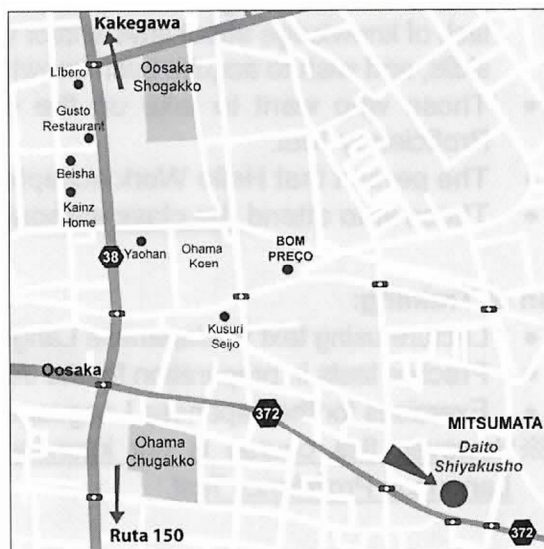 Kakegawa
Líbero
Oosaka
Shogakko
Gusto
Restaurant
Beisha
Kainz
Home
38
Yaohan
Ohama
Koen
BOM
PREÇO
Kusuri
Seijo
Oosaka
372
MITSUMATA
Daito
Shiyakusho
Ohama
Chugakko
372
Ruta 150